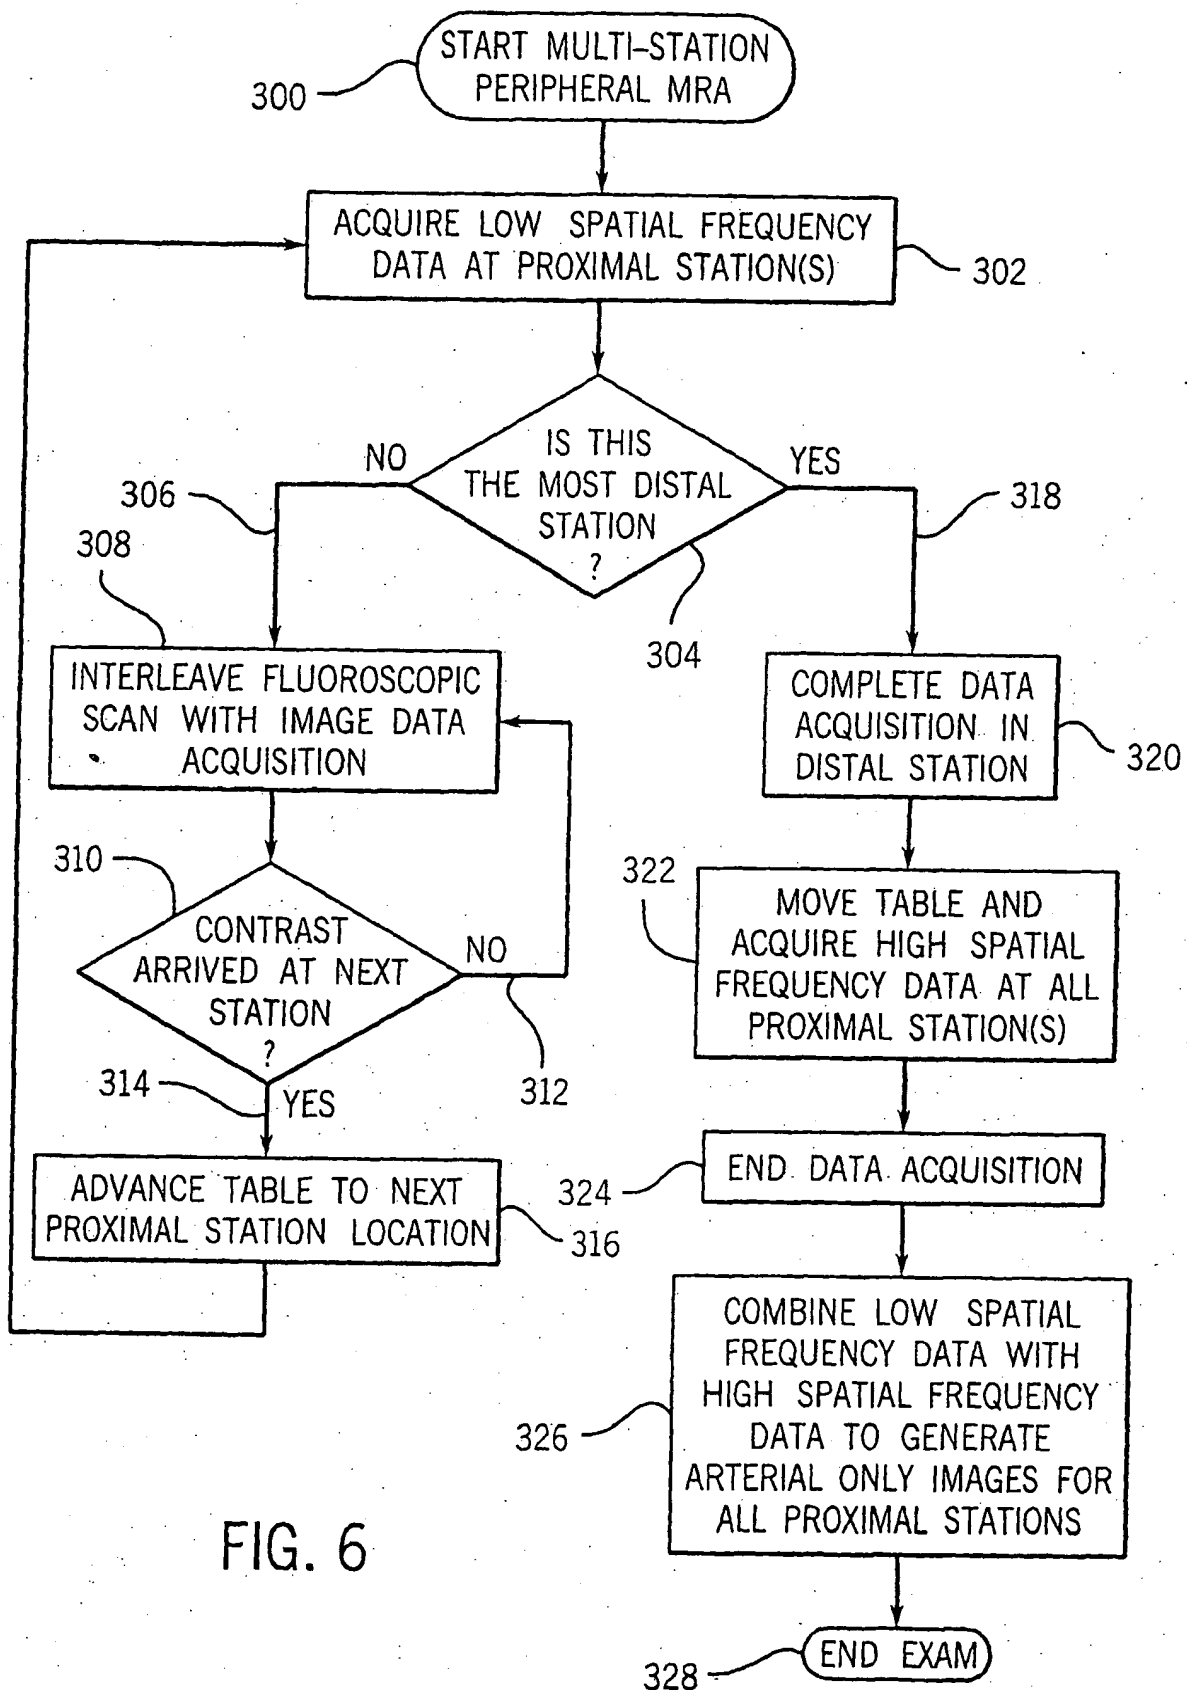 START MULTI-STATION
PERIPHERAL MRA
300
ACQUIRE LOW SPATIAL FREQUENCY
DATA AT PROXIMAL STATION(S)
302
IS THIS
THE MOST DISTAL
STATION
?
304
NO
306
YES
318
308
INTERLEAVE FLUOROSCOPIC
SCAN WITH IMAGE DATA
ACQUISITION
310
CONTRAST
ARRIVED AT NEXT
STATION
?
NO
312
314
YES
ADVANCE TABLE TO NEXT
PROXIMAL STATION LOCATION
316
COMPLETE DATA
ACQUISITION IN
DISTAL STATION
320
322
MOVE TABLE AND
ACQUIRE HIGH SPATIAL
FREQUENCY DATA AT ALL
PROXIMAL STATION(S)
END DATA ACQUISITION
324
COMBINE LOW SPATIAL
FREQUENCY DATA WITH
HIGH SPATIAL FREQUENCY
DATA TO GENERATE
ARTERIAL ONLY IMAGES FOR
ALL PROXIMAL STATIONS
326
END EXAM
328
FIG. 6